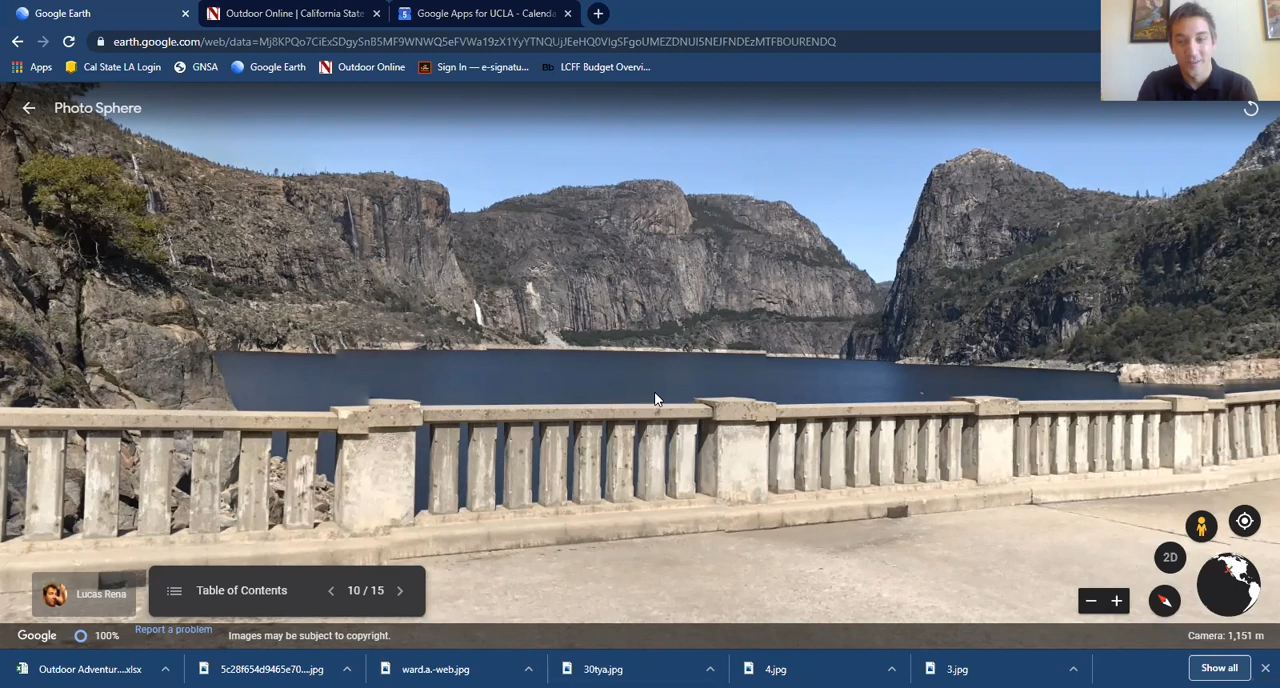 Google Earth
Outdoor Online | California State
Google Apps for UCLA - Calenda
earth.google.com/web/data=Mj8KPQo7CiExSDgySnB5MF9WNWQ5eFVWa19zX1YyYTNQUjJEeHQ0VlgSFgoUMEZDNUI5NEJFNDEzMTFBOURENDQ
Apps
Cal State LA Login
GNSA
Google Earth
Outdoor Online
Sign In — e-signatu...
Bb LCFF Budget Overvi...
Photo Sphere
Lucas Rena
Table of Contents
10 / 15
2D
Google
100%
Report a problem
Images may be subject to copyright.
Camera: 1,151 m
Outdoor Adventur....xlsx
5c28f654d9465e70....jpg
ward.a.-web.jpg
30tya.jpg
4.jpg
3.jpg
Show all